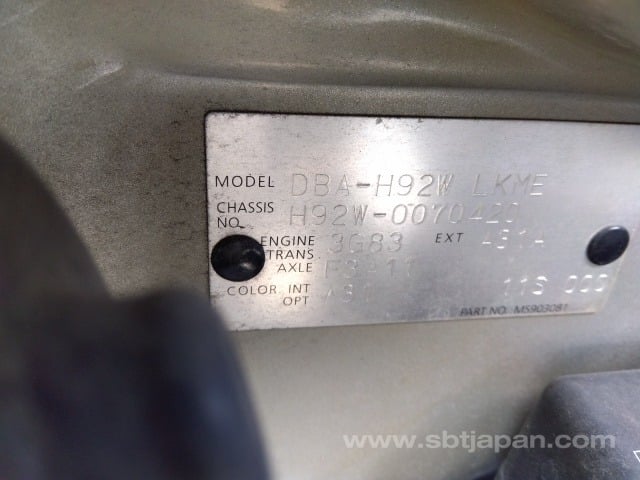 MODEL DBA-H92W LKME
CHASSIS NO. H92W-0070420
ENGINE 3G83 EXT A31A
TRANS AXLE
COLOR INT OPT 11S 000
PART NO. MS903081
www.sbtjapan.com